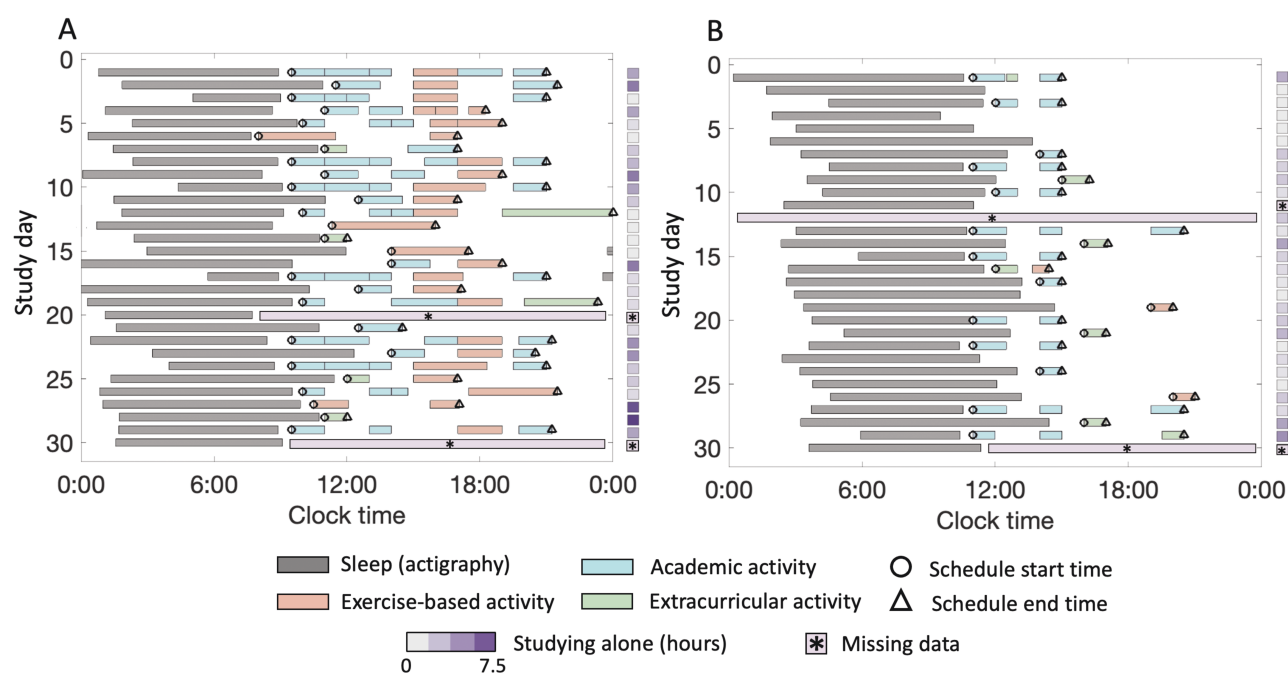 A
B
0
5
10
15
20
25
30
Study day
0:00 6:00 12:00 18:00 0:00
Clock time
0
5
10
15
20
25
30
Study day
0:00 6:00 12:00 18:00 0:00
Clock time
Sleep (actigraphy) Academic activity Schedule start time
Exercise-based activity Extracurricular activity Schedule end time
Studying alone (hours) * Missing data
0 7.5